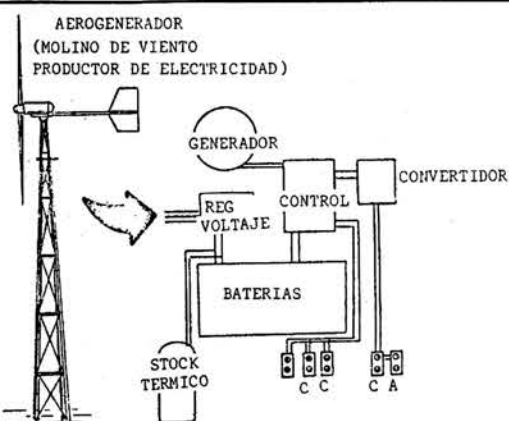 AEROGENERADOR
(MOLINO DE VIENTO
PRODUCTOR DE ELECTRICIDAD)
GENERADOR
CONVERTIDOR
CONTROL
REG
VOLTAJE
BATERIAS
STOCK
TERMICO
C C
C A